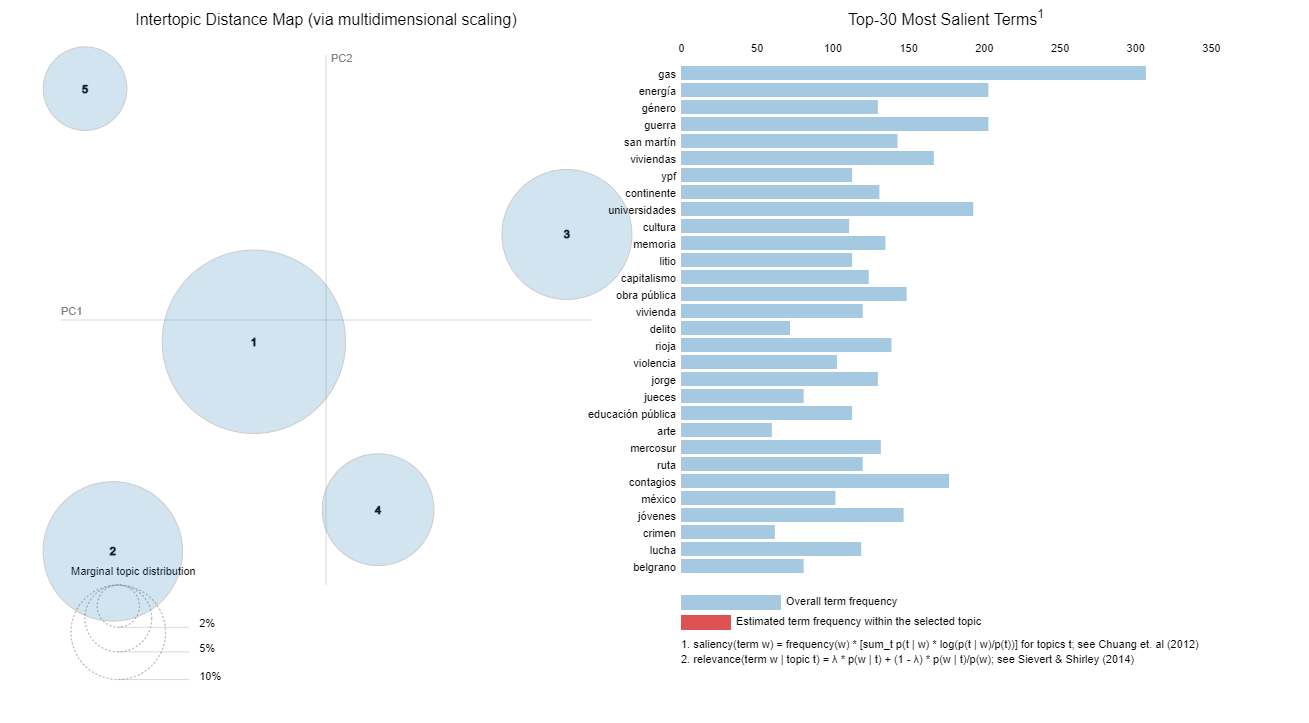 Intertopic Distance Map (via multidimensional scaling)
PC2
PC1
5
3
1
4
2
Marginal topic distribution
2%
5%
10%
Top-30 Most Salient Terms1
0 50 100 150 200 250 300 350
gas
energía
género
guerra
san martín
viviendas
ypf
continente
universidades
cultura
memoria
litio
capitalismo
obra pública
vivienda
delito
rioja
violencia
jorge
jueces
educación pública
arte
mercosur
ruta
contagios
méxico
jóvenes
crimen
lucha
belgrano
Overall term frequency
Estimated term frequency within the selected topic
1. saliency(term w) = frequency(w) * [sum_t p(t | w) * log(p(t | w)/p(t))] for topics t; see Chuang et. al (2012)
2. relevance(term w | topic t) = λ * p(w | t) + (1 - λ) * p(w | t)/p(w); see Sievert & Shirley (2014)